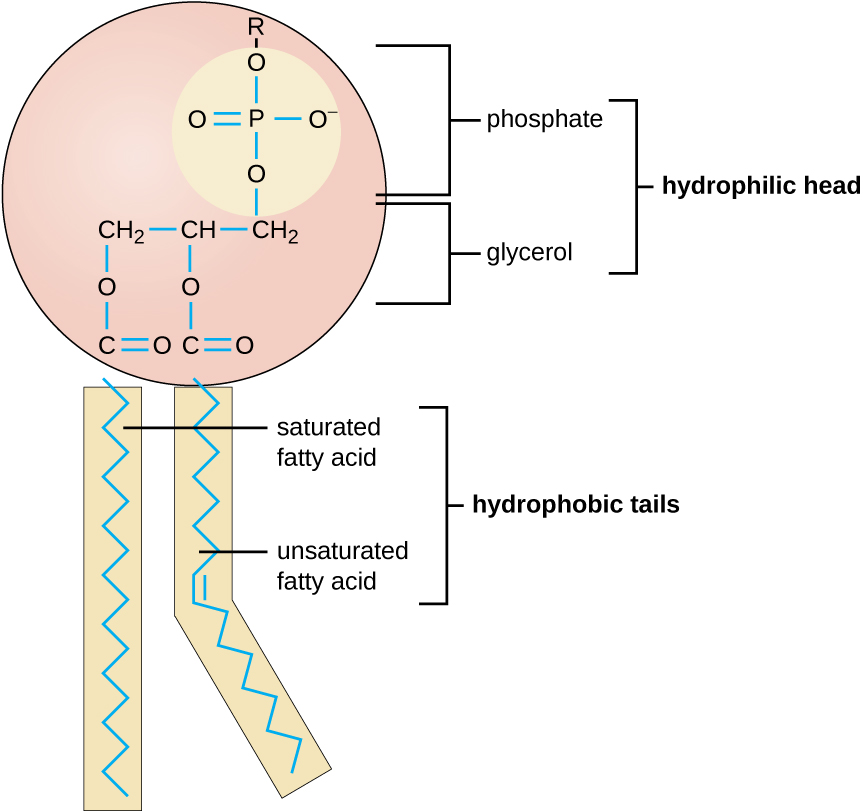 R
O
O P O⁻
phosphate
hydrophilic head
O
CH₂ CH CH₂
glycerol
O O
C O C O
saturated
fatty acid
hydrophobic tails
unsaturated
fatty acid